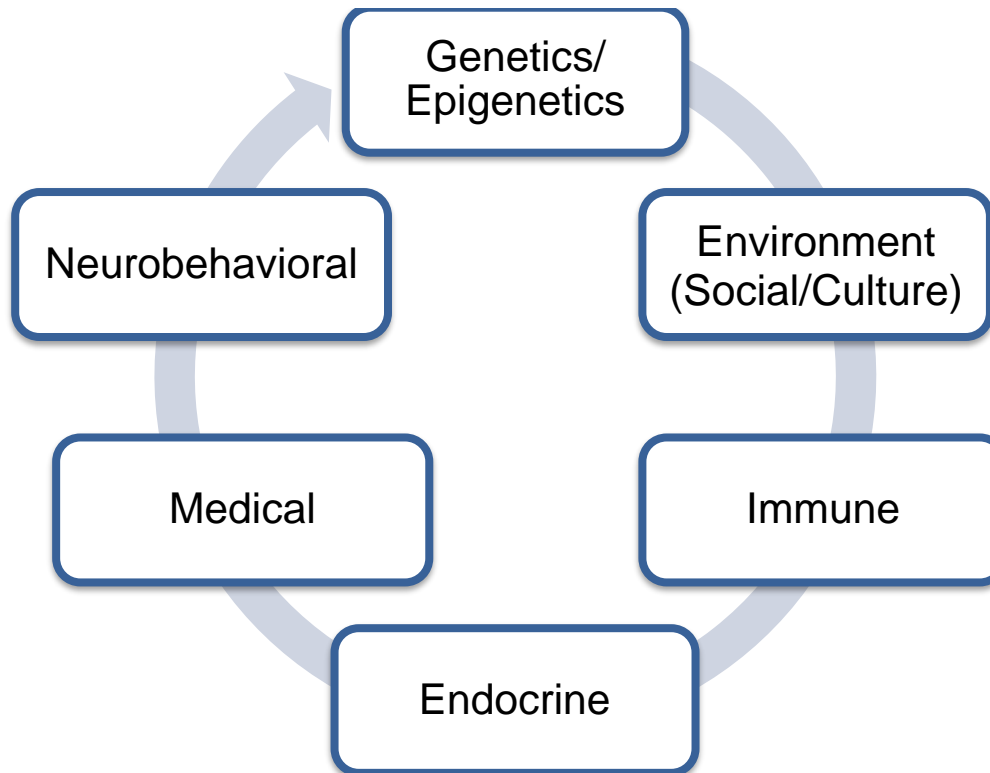 Genetics/
Epigenetics
Environment
(Social/Culture)
Immune
Endocrine
Medical
Neurobehavioral